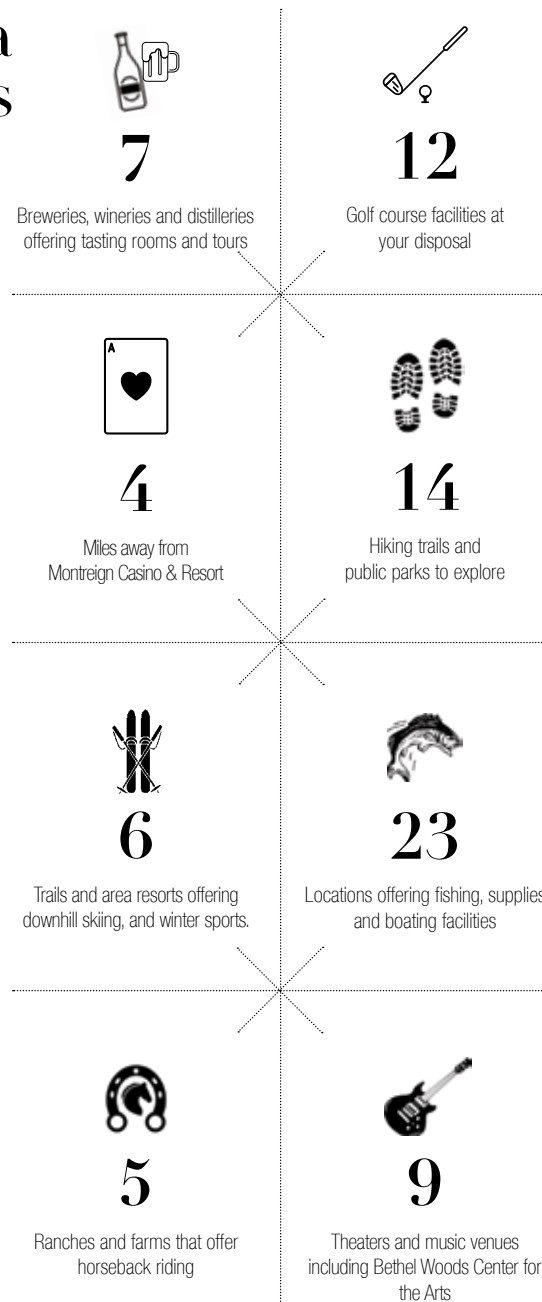 a
s
7
Breweries, wineries and distilleries
offering tasting rooms and tours
12
Golf course facilities at
your disposal
A
4
Miles away from
Montreign Casino & Resort
14
Hiking trails and
public parks to explore
6
Trails and area resorts offering
downhill skiing, and winter sports.
23
Locations offering fishing, supplies
and boating facilities
5
Ranches and farms that offer
horseback riding
9
Theaters and music venues
including Bethel Woods Center for
the Arts